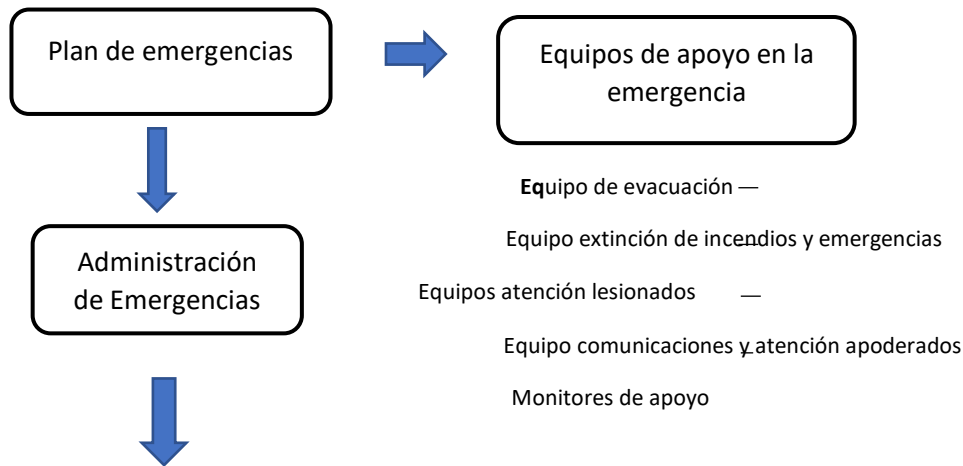 Plan de emergencias
Equipos de apoyo en la
emergencia
Equipo de evacuación —
Equipo extinción de incendios y emergencias
Administración
de Emergencias
Equipos atención lesionados —
Equipo comunicaciones y atención apoderados
Monitores de apoyo